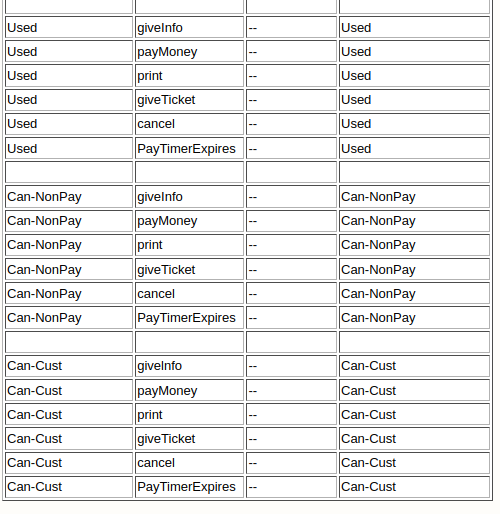 Used giveInfo -- Used
Used payMoney -- Used
Used print -- Used
Used giveTicket -- Used
Used cancel -- Used
Used PayTimerExpires -- Used
Can-NonPay giveInfo -- Can-NonPay
Can-NonPay payMoney -- Can-NonPay
Can-NonPay print -- Can-NonPay
Can-NonPay giveTicket -- Can-NonPay
Can-NonPay cancel -- Can-NonPay
Can-NonPay PayTimerExpires -- Can-NonPay
Can-Cust giveInfo -- Can-Cust
Can-Cust payMoney -- Can-Cust
Can-Cust print -- Can-Cust
Can-Cust giveTicket -- Can-Cust
Can-Cust cancel -- Can-Cust
Can-Cust PayTimerExpires -- Can-Cust